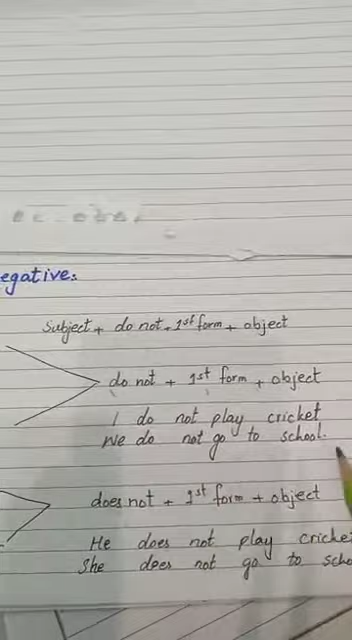 egative:
Subject + do not + 1st form + object
do not + 1st form + object
I do not play cricket
We do not go to school.
does not + 1st form + object
He does not play cricke
She does not go to scho